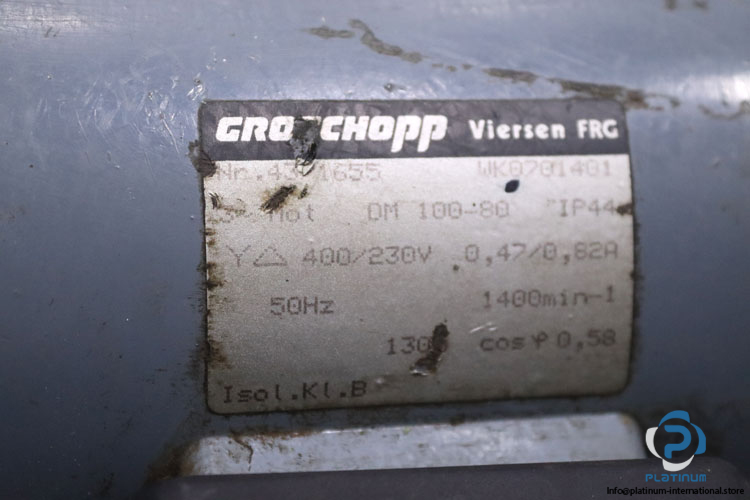 GROSCHOPP Viersen FRG
WK0701401
Mot DM 100-80 IP44
Y△ 400/230V 0,47/0,82A
50Hz 1400min-1
cos φ 0,58
Isol.Kl.B
PLATINUM
Info@platinum-international.store